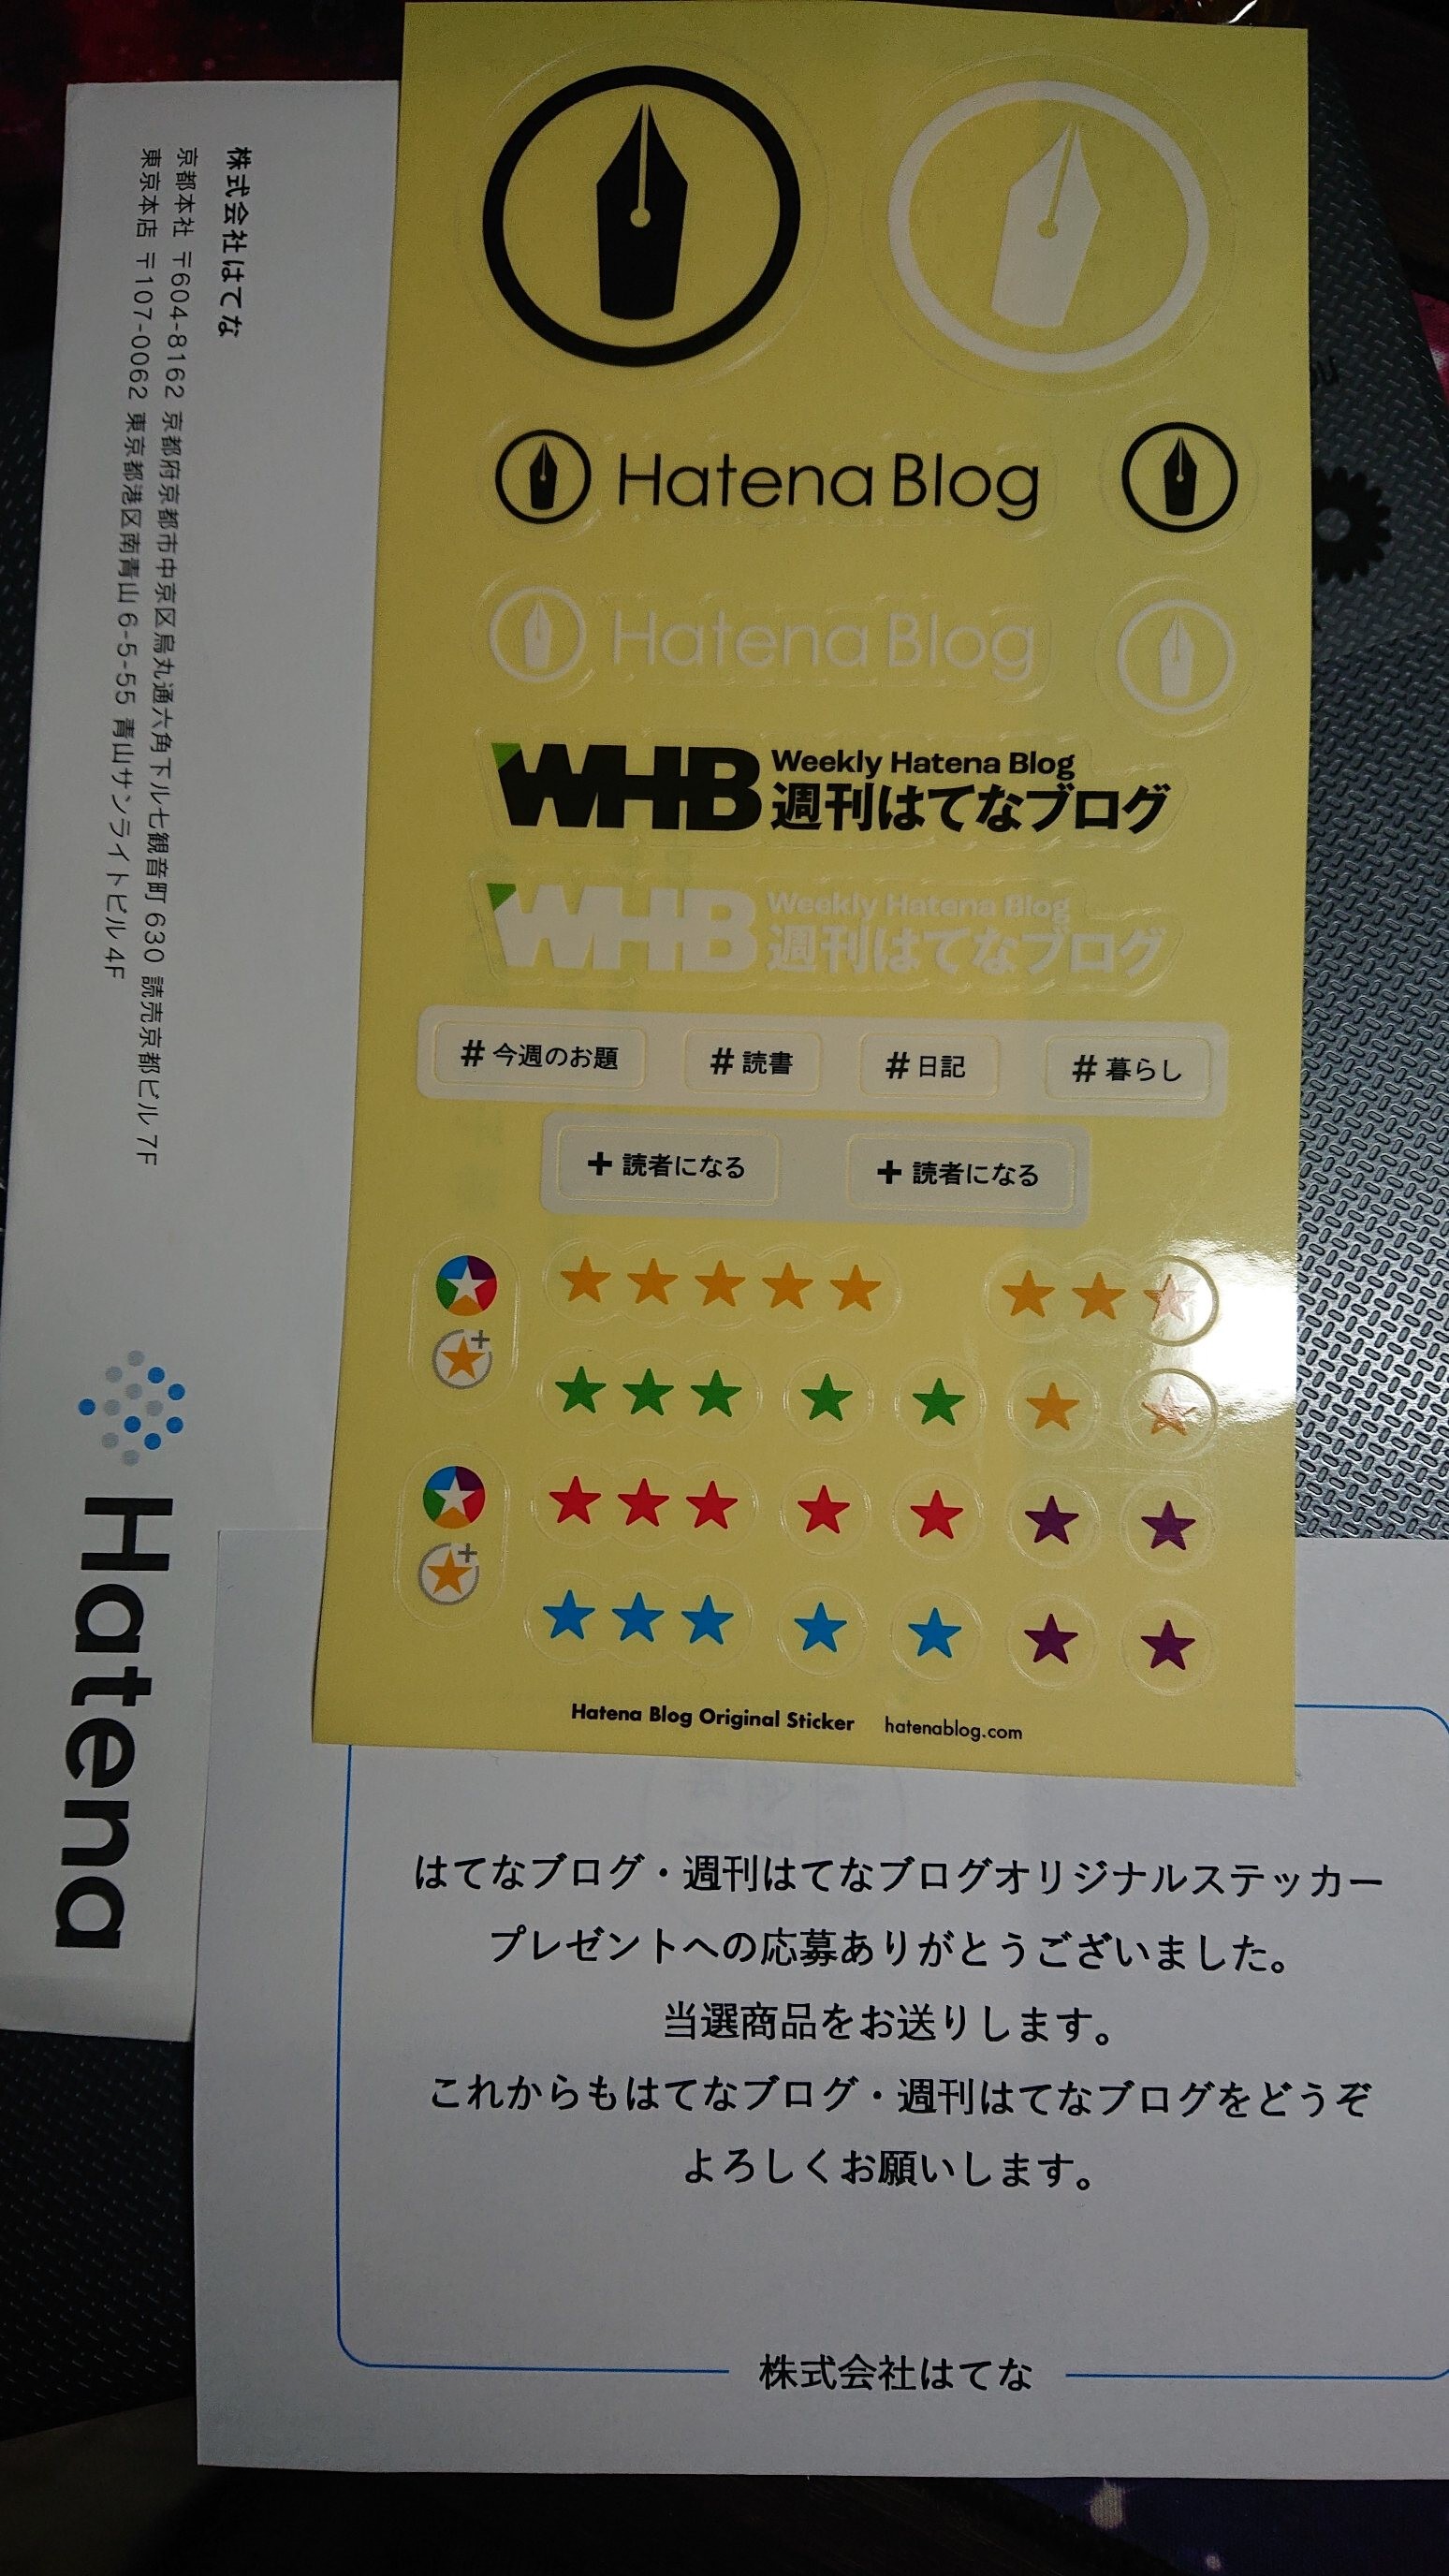 株式会社はてな
京都本社 〒604-8162 京都府京都市中京区烏丸通六角下ル七観音町 630 読売京都ビル 7F
東京本店 〒107-0062 東京都港区南青山 6-5-55 青山サンライトビル 4F
Hatena
Hatena Blog
Hatena Blog
WHB Weekly Hatena Blog
週刊はてなブログ
WHB Weekly Hatena Blog
週刊はてなブログ
# 今週のお題 # 読書 # 日記 # 暮らし
+ 読者になる + 読者になる
Hatena Blog Original Sticker hatenablog.com
はてなブログ・週刊はてなブログオリジナルステッカー
プレゼントへの応募ありがとうございました。
当選商品をお送りします。
これからもはてなブログ・週刊はてなブログをどうぞ
よろしくお願いします。
株式会社はてな